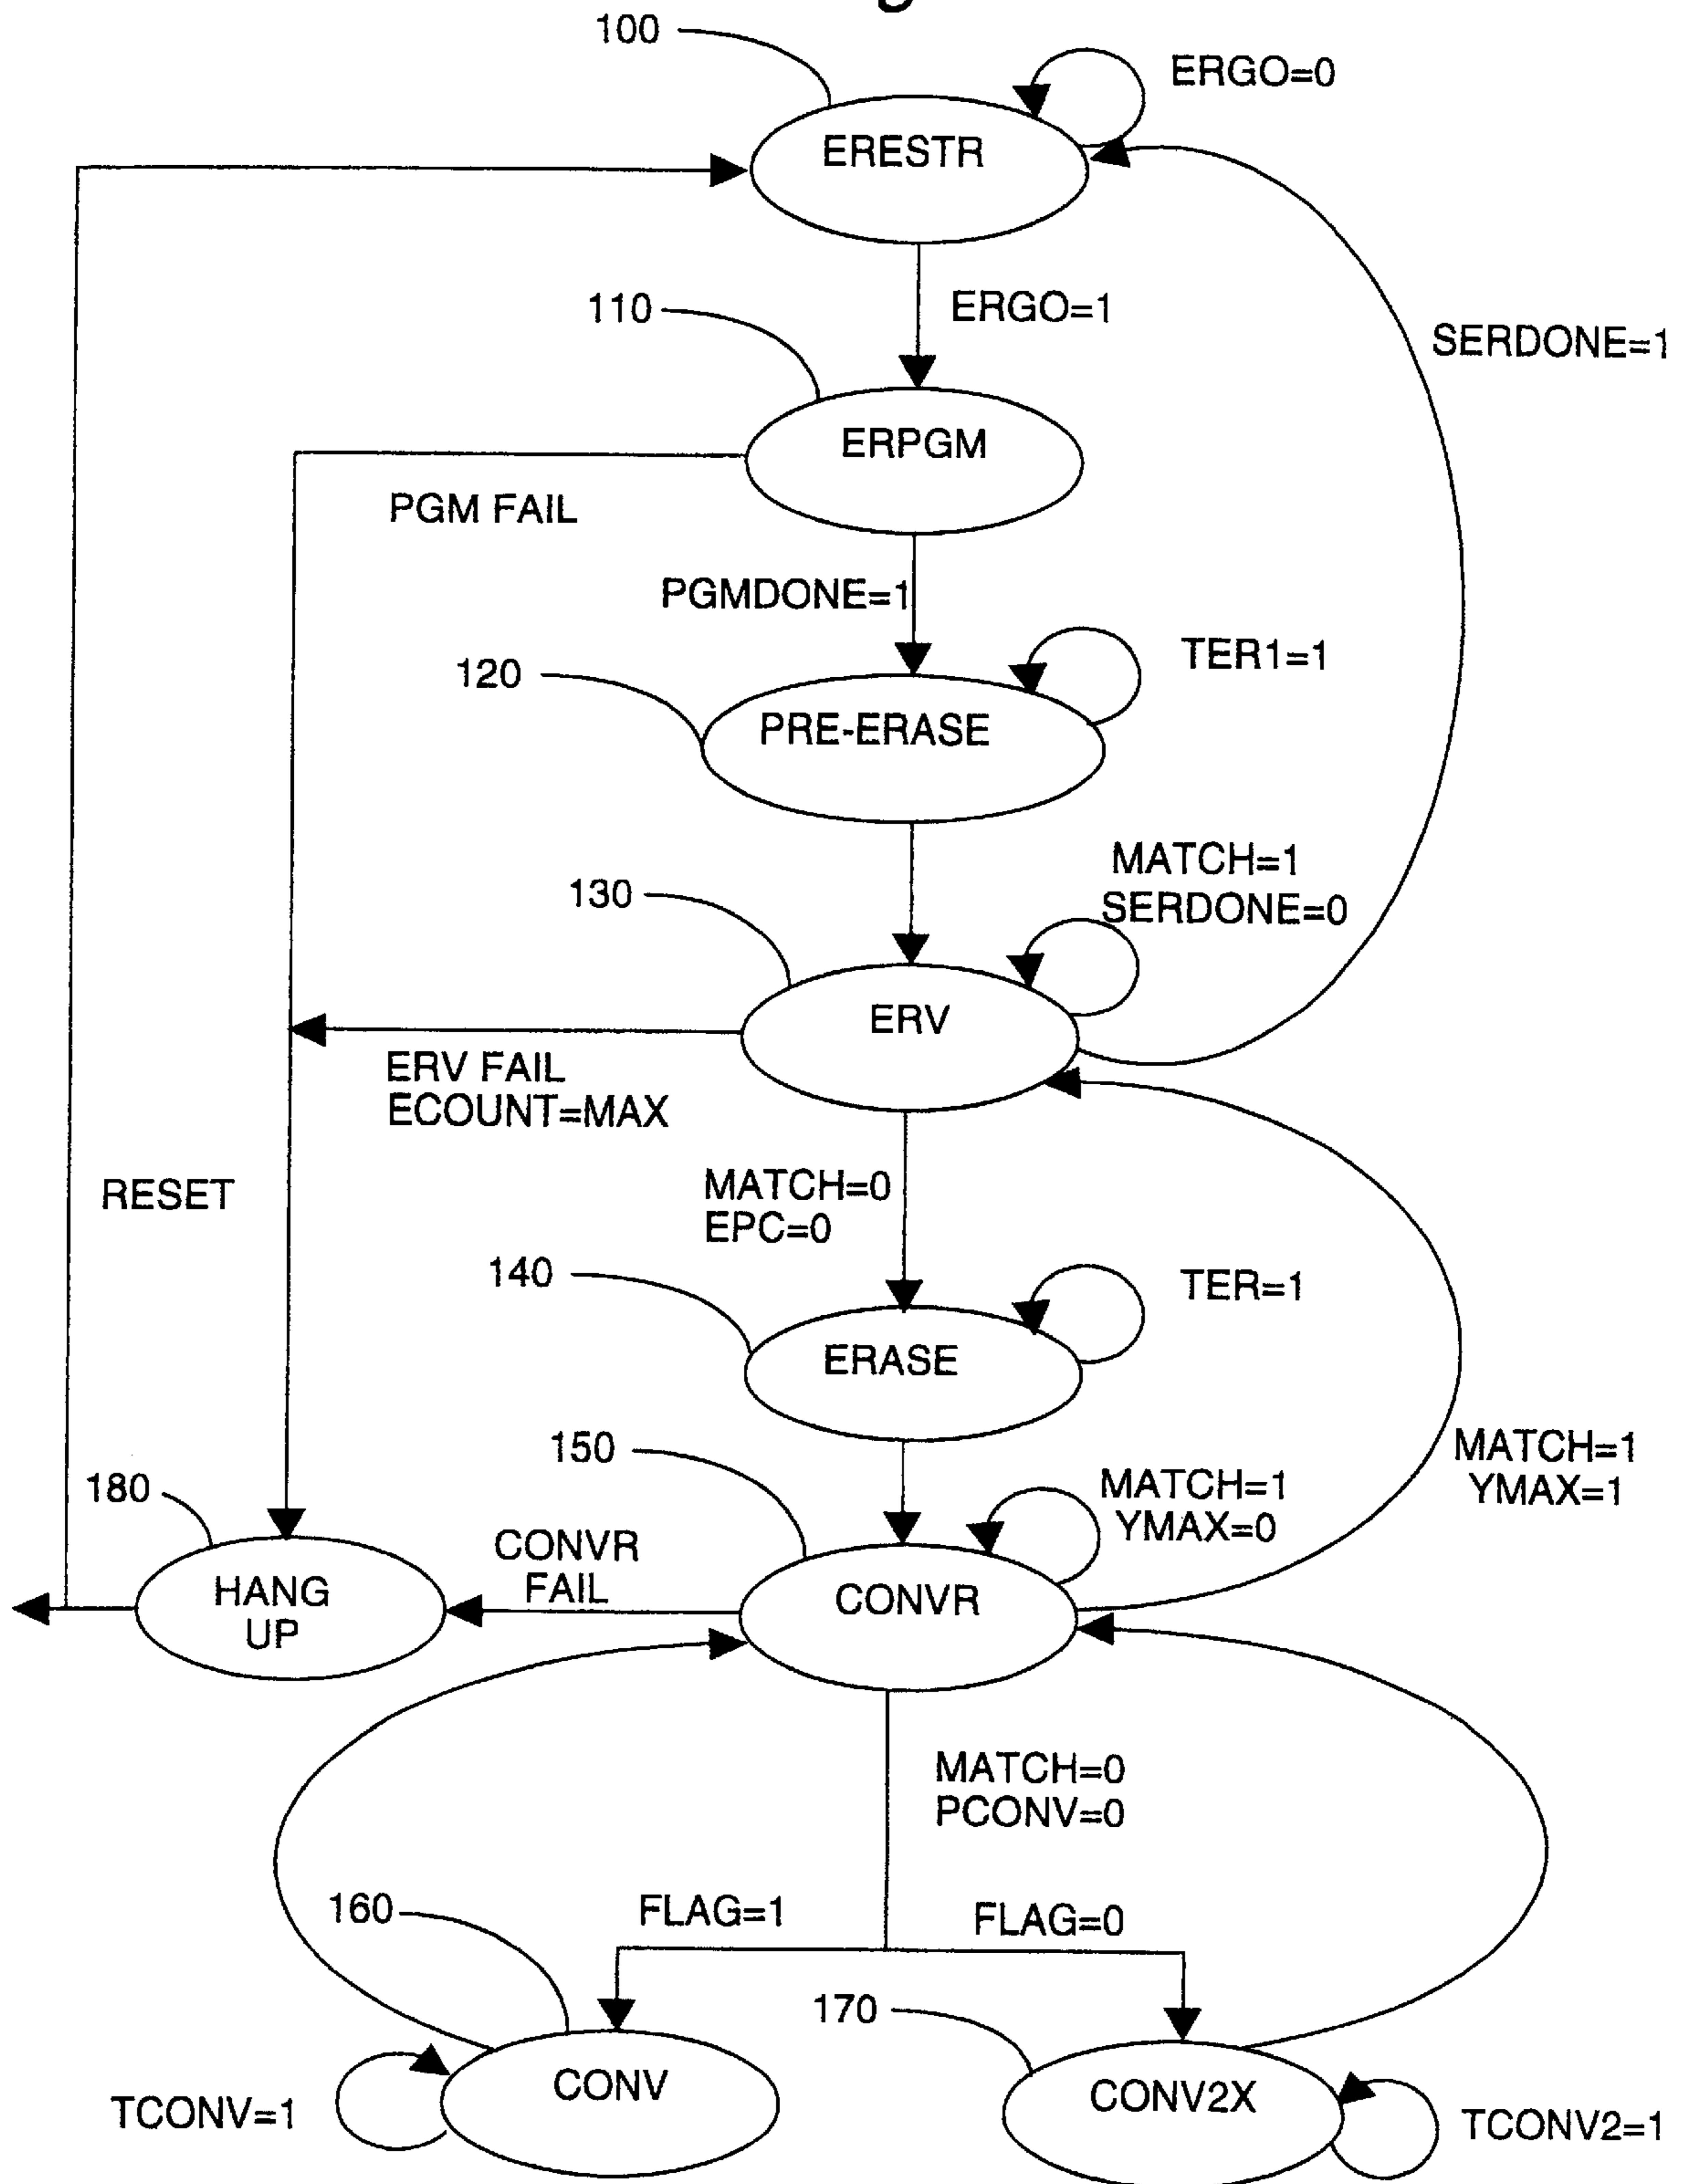 100
ERGO=0
ERESTR
ERGO=1
110
SERDONE=1
ERPGM
PGM FAIL
PGMDONE=1
TER1=1
120
PRE-ERASE
MATCH=1
SERDONE=0
130
ERV
ERV FAIL
ECOUNT=MAX
RESET
MATCH=0
EPC=0
140
TER=1
ERASE
150
MATCH=1
YMAX=1
MATCH=1
YMAX=0
180
CONVR
FAIL
HANG
UP
CONVR
MATCH=0
PCONV=0
160
FLAG=1
FLAG=0
170
CONV
CONV2X
TCONV=1
TCONV2=1